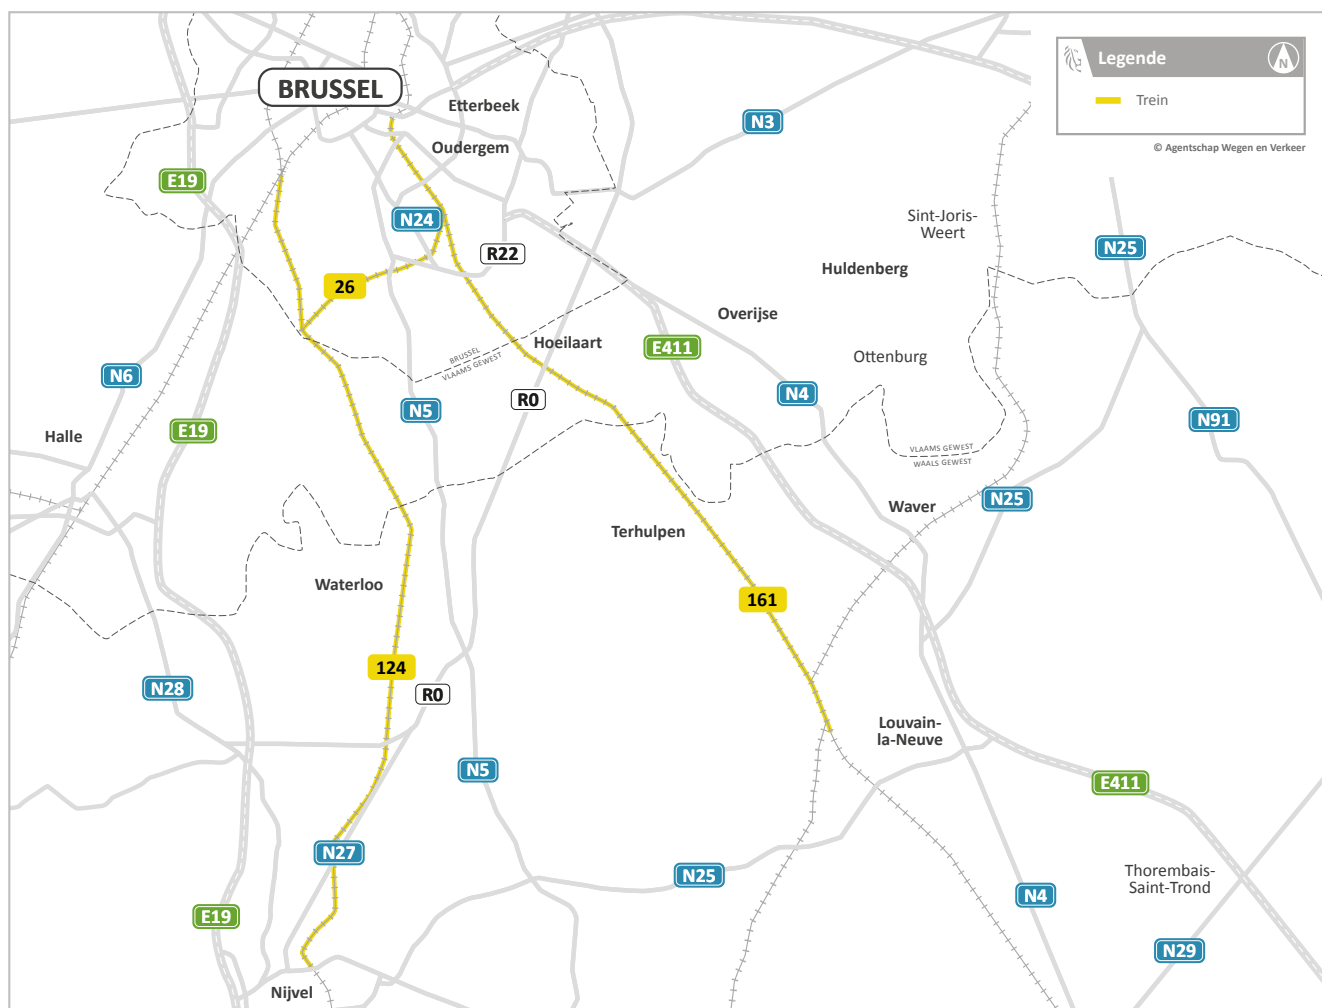 BRUSSEL
Etterbeek
Oudergem
N3
Legende
N
Trein
© Agentschap Wegen en Verkeer
E19
N24
R22
26
Sint-Joris-
Weert
N25
Huldenberg
Overijse
Hoeilaart
E411
Ottenburg
BRUSSEL
VLAAMS GEWEST
N6
N5
R0
N4
N91
Halle
E19
VLAAMS GEWEST
WAALS GEWEST
N25
Waver
Terhulpen
Waterloo
161
124
R0
N28
Louvain-
la-Neuve
N5
E411
N27
N25
Thorembais-
Saint-Trond
N4
E19
N29
Nijvel